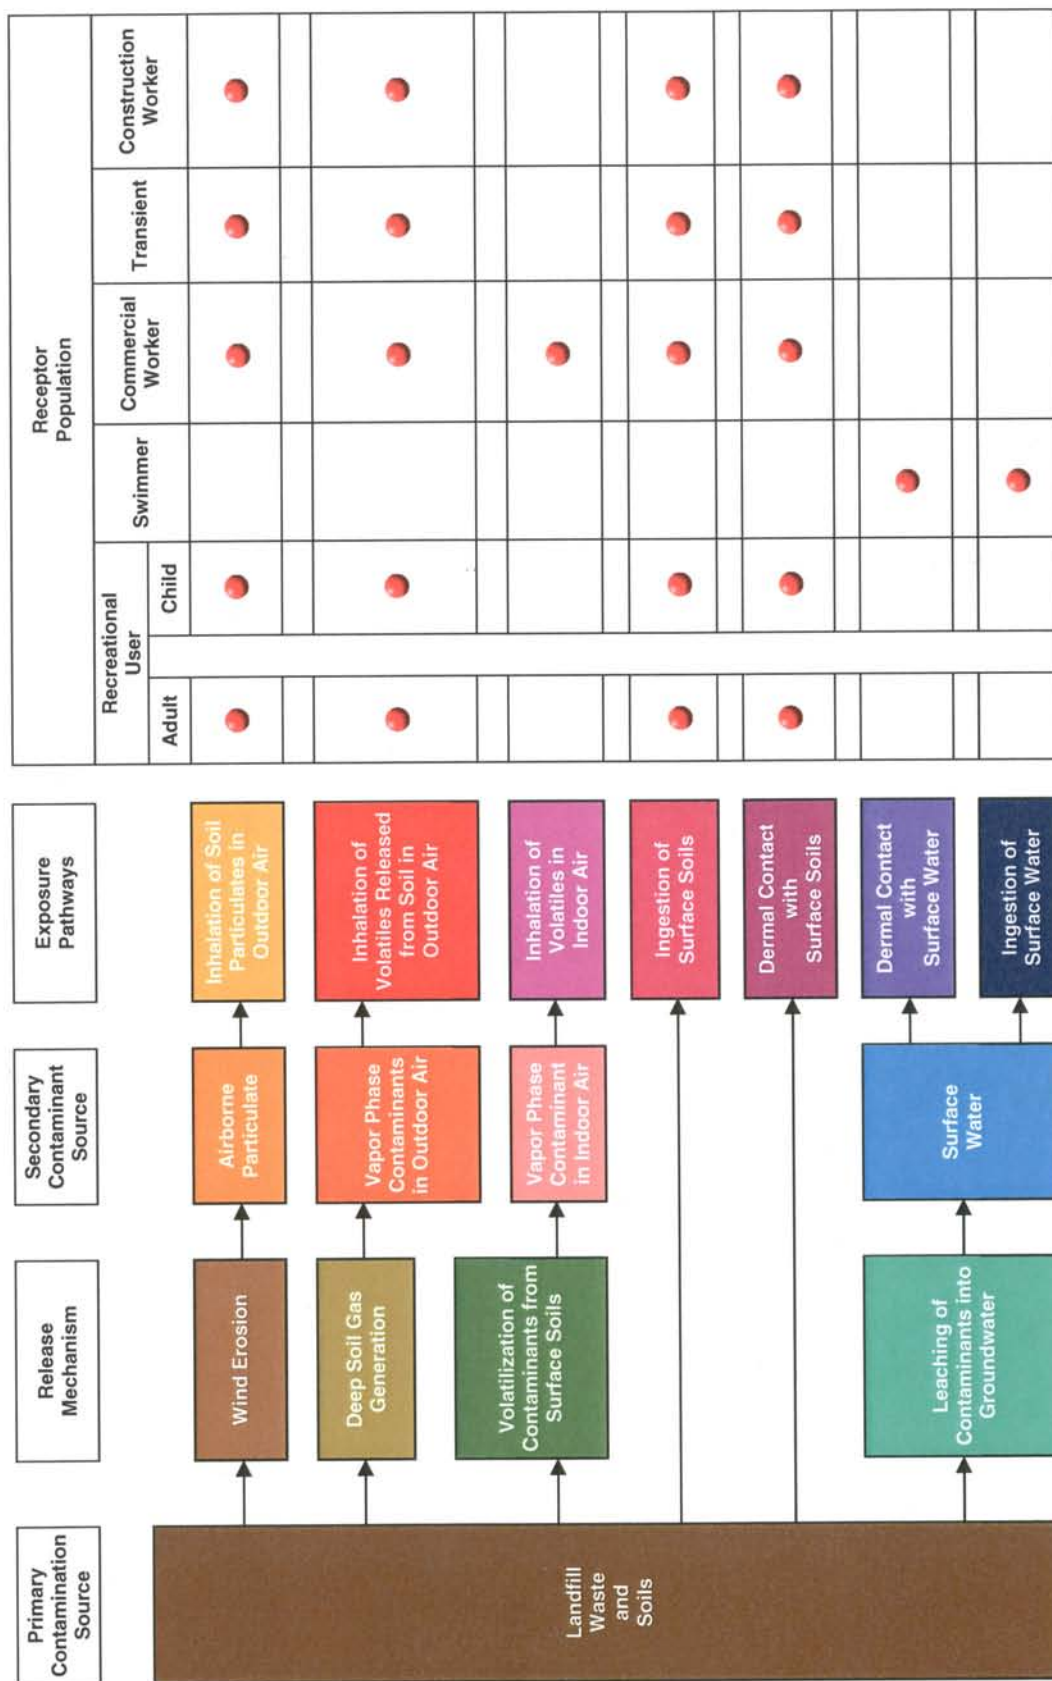 Primary
Contamination
Source
Release
Mechanism
Secondary
Contaminant
Source
Exposure
Pathways
Receptor
Population
Recreational
User
Adult
Child
Swimmer
Commercial
Worker
Transient
Construction
Worker
Landfill
Waste
and
Soils
Wind Erosion
Airborne
Particulate
Inhalation of Soil
Particulates in
Outdoor Air
Deep Soil Gas
Generation
Vapor Phase
Contaminants
in Outdoor Air
Inhalation of
Volatiles Released
from Soil in
Outdoor Air
Volatilization of
Contaminants from
Surface Soils
Vapor Phase
Contaminant
in Indoor Air
Inhalation of
Volatiles in
Indoor Air
Ingestion of
Surface Soils
Dermal Contact
with
Surface Soils
Leaching of
Contaminants into
Groundwater
Surface
Water
Dermal Contact
with
Surface Water
Ingestion of
Surface Water